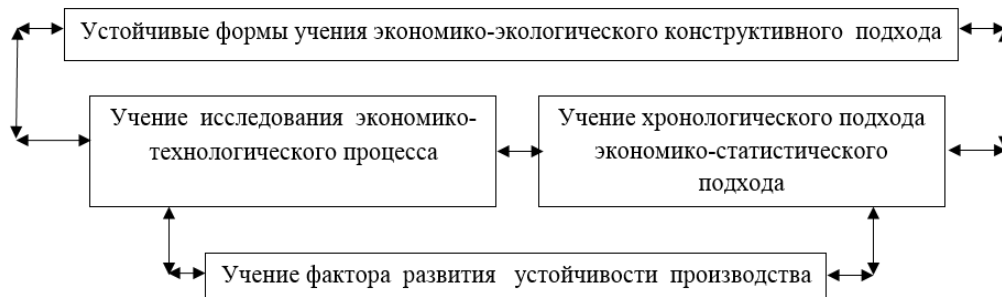 Устойчивые формы учения экономико-экологического конструктивного подхода
Учение исследования экономико-
технологического процесса
Учение хронологического подхода
экономико-статистического
подхода
Учение фактора развития устойчивости производства